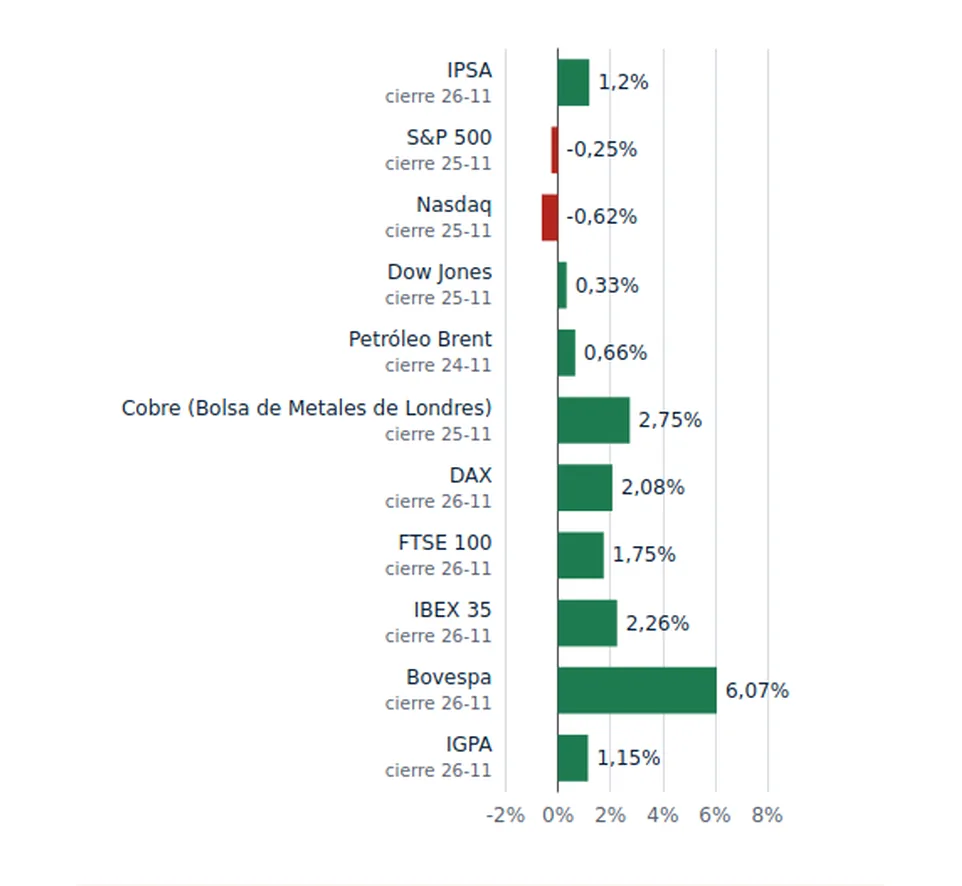 IPSA
cierre 26-11
1,2%
S&P 500
cierre 25-11
-0,25%
Nasdaq
cierre 25-11
-0,62%
Dow Jones
cierre 25-11
0,33%
Petróleo Brent
cierre 24-11
0,66%
Cobre (Bolsa de Metales de Londres)
cierre 25-11
2,75%
DAX
cierre 26-11
2,08%
FTSE 100
cierre 26-11
1,75%
IBEX 35
cierre 26-11
2,26%
Bovespa
cierre 26-11
6,07%
IGPA
cierre 26-11
1,15%
-2% 0% 2% 4% 6% 8%